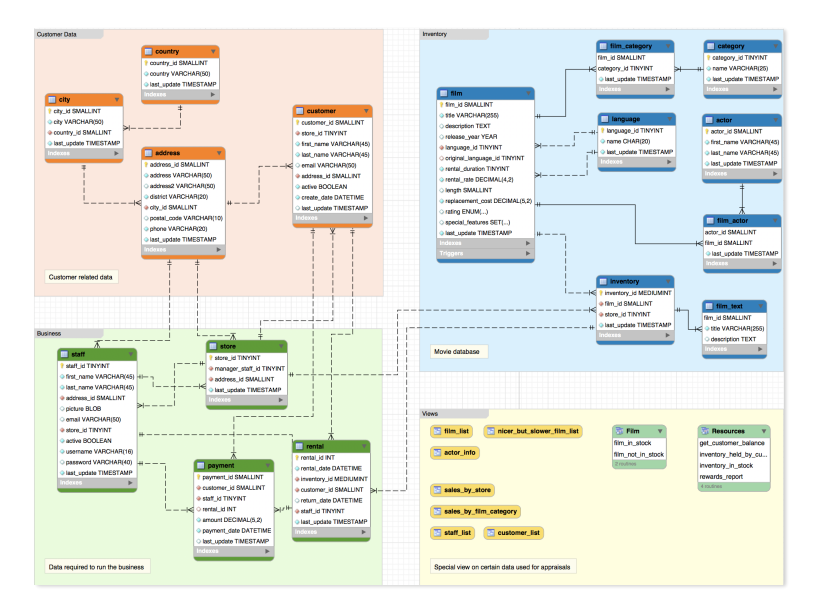 Customer Data
country
country_id SMALLINT
country VARCHAR(50)
last_update TIMESTAMP
Indexes
city
city_id SMALLINT
city VARCHAR(50)
country_id SMALLINT
last_update TIMESTAMP
Indexes
address
address_id SMALLINT
address VARCHAR(50)
address2 VARCHAR(50)
district VARCHAR(20)
city_id SMALLINT
postal_code VARCHAR(10)
phone VARCHAR(20)
last_update TIMESTAMP
Indexes
customer
customer_id SMALLINT
store_id TINYINT
first_name VARCHAR(45)
last_name VARCHAR(45)
email VARCHAR(50)
address_id SMALLINT
active BOOLEAN
create_date DATETIME
last_update TIMESTAMP
Indexes
Customer related data
Inventory
film
film_id SMALLINT
title VARCHAR(255)
description TEXT
release_year YEAR
language_id TINYINT
original_language_id TINYINT
rental_duration TINYINT
rental_rate DECIMAL(4,2)
length SMALLINT
replacement_cost DECIMAL(5,2)
rating ENUM(...)
special_features SET(...)
last_update TIMESTAMP
Indexes
Triggers
film_category
film_id SMALLINT
category_id TINYINT
last_update TIMESTAMP
Indexes
category
category_id TINYINT
name VARCHAR(25)
last_update TIMESTAMP
Indexes
language
language_id TINYINT
name CHAR(20)
last_update TIMESTAMP
Indexes
actor
actor_id SMALLINT
first_name VARCHAR(45)
last_name VARCHAR(45)
last_update TIMESTAMP
Indexes
film_actor
actor_id SMALLINT
film_id SMALLINT
last_update TIMESTAMP
Indexes
inventory
inventory_id MEDIUMINT
film_id SMALLINT
store_id TINYINT
last_update TIMESTAMP
Indexes
film_text
film_id SMALLINT
title VARCHAR(255)
description TEXT
Indexes
Movie database
Business
staff
staff_id TINYINT
first_name VARCHAR(45)
last_name VARCHAR(45)
address_id SMALLINT
picture BLOB
email VARCHAR(50)
store_id TINYINT
active BOOLEAN
username VARCHAR(16)
password VARCHAR(40)
last_update TIMESTAMP
Indexes
store
store_id TINYINT
manager_staff_id TINYINT
address_id SMALLINT
last_update TIMESTAMP
Indexes
payment
payment_id SMALLINT
customer_id SMALLINT
staff_id TINYINT
rental_id INT
amount DECIMAL(5,2)
payment_date DATETIME
last_update TIMESTAMP
Indexes
rental
rental_id INT
rental_date DATETIME
inventory_id MEDIUMINT
customer_id SMALLINT
return_date DATETIME
staff_id TINYINT
last_update TIMESTAMP
Indexes
Data required to run the business
Views
film_list
nicer_but_slower_film_list
actor_info
sales_by_store
sales_by_film_category
staff_list
customer_list
Film
film_in_stock
film_not_in_stock
2 routines
Resources
get_customer_balance
inventory_held_by_cu...
inventory_in_stock
rewards_report
4 routines
Special view on certain data used for appraisals